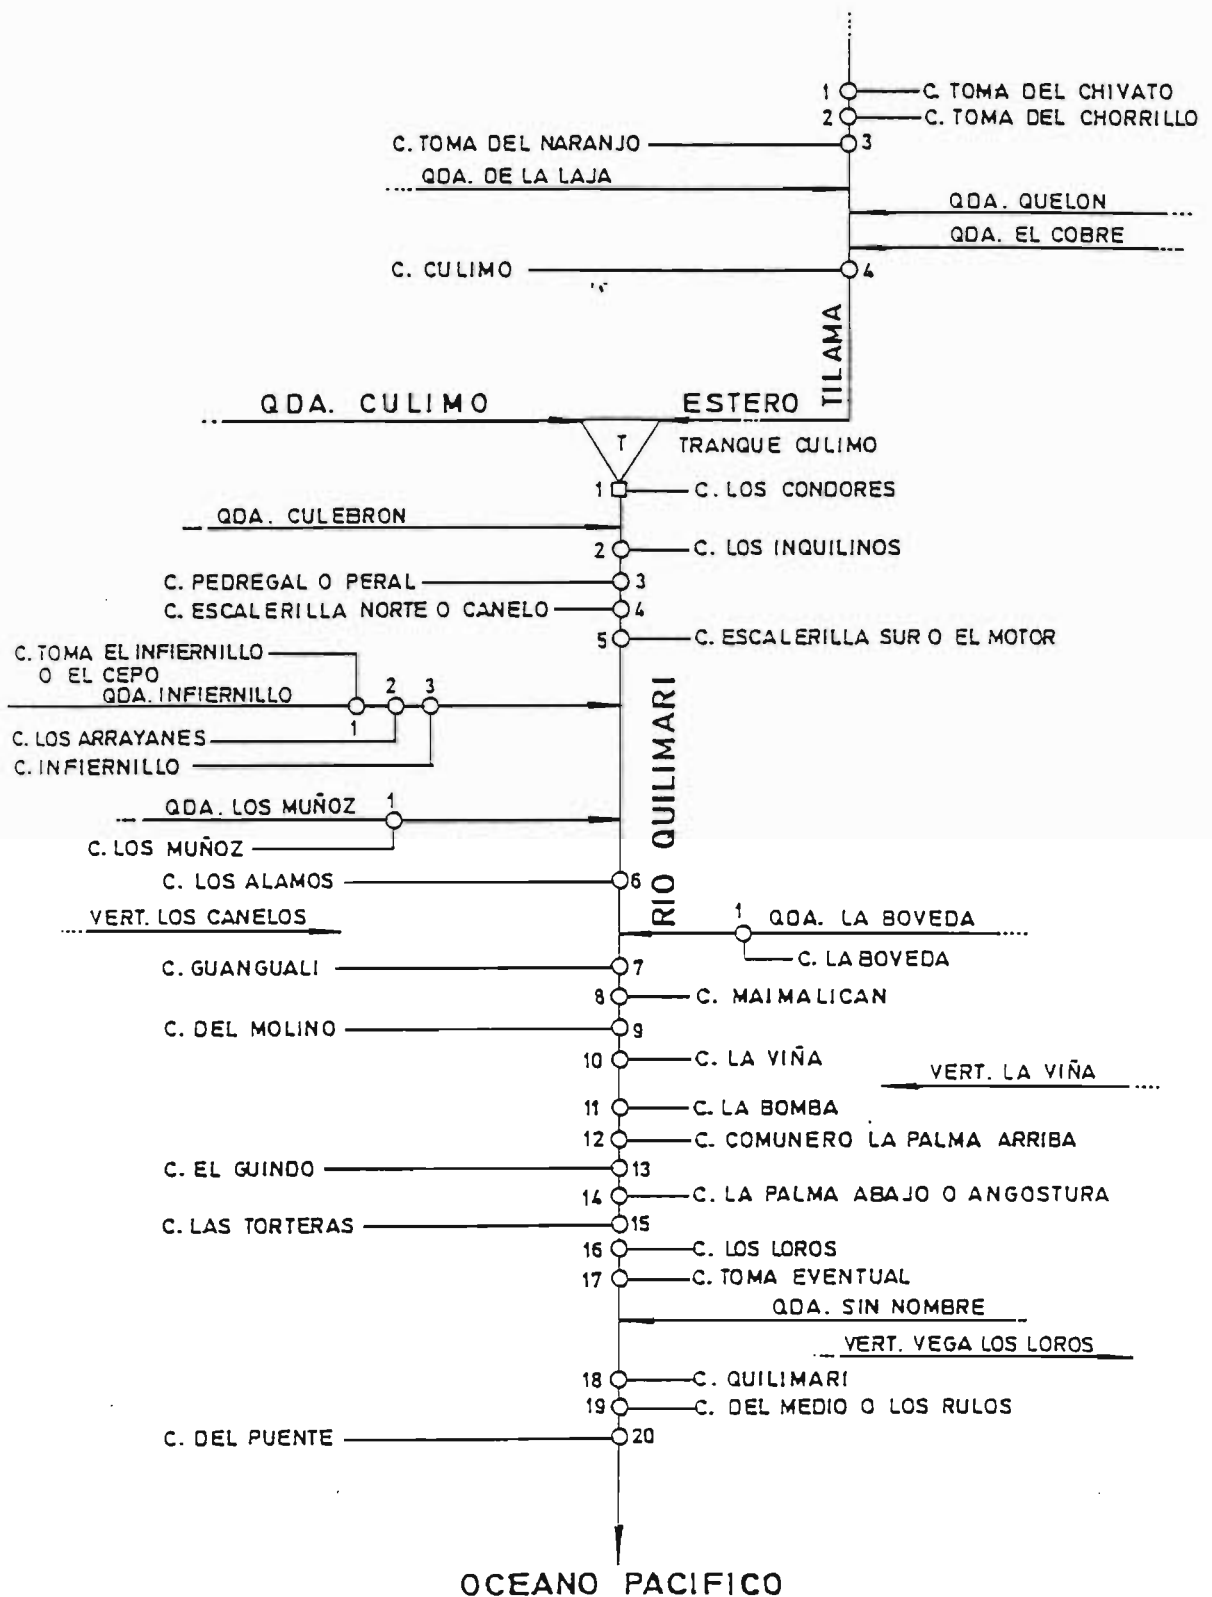 1 C. TOMA DEL CHIVATO
2 C. TOMA DEL CHORRILLO
C. TOMA DEL NARANJO 3
QDA. DE LA LAJA
QDA. QUELON
QDA. EL COBRE
C. CULIMO 4
TILAMA
QDA. CULIMO ESTERO
T TRANQUE CULIMO
1 C. LOS CONDORES
QDA. CULEBRON
2 C. LOS INQUILINOS
C. PEDREGAL O PERAL 3
C. ESCALERILLA NORTE O CANELO 4
5 C. ESCALERILLA SUR O EL MOTOR
C. TOMA EL INFIERNILLO
O EL CEPO
QDA. INFIERNILLO 1 2 3
C. LOS ARRAYANES
C. INFIERNILLO
RIO QUILIMARI
QDA. LOS MUÑOZ 1
C. LOS MUÑOZ
C. LOS ALAMOS 6
VERT. LOS CANELOS
1 QDA. LA BOVEDA
C. LA BOVEDA
C. GUANGUALI 7
8 C. MAIMALICAN
C. DEL MOLINO 9
10 C. LA VIÑA
VERT. LA VIÑA
11 C. LA BOMBA
12 C. COMUNERO LA PALMA ARRIBA
C. EL GUINDO 13
14 C. LA PALMA ABAJO O ANGOSTURA
C. LAS TORTERAS 15
16 C. LOS LOROS
17 C. TOMA EVENTUAL
QDA. SIN NOMBRE
VERT. VEGA LOS LOROS
18 C. QUILIMARI
19 C. DEL MEDIO O LOS RULOS
C. DEL PUENTE 20
OCEANO PACIFICO